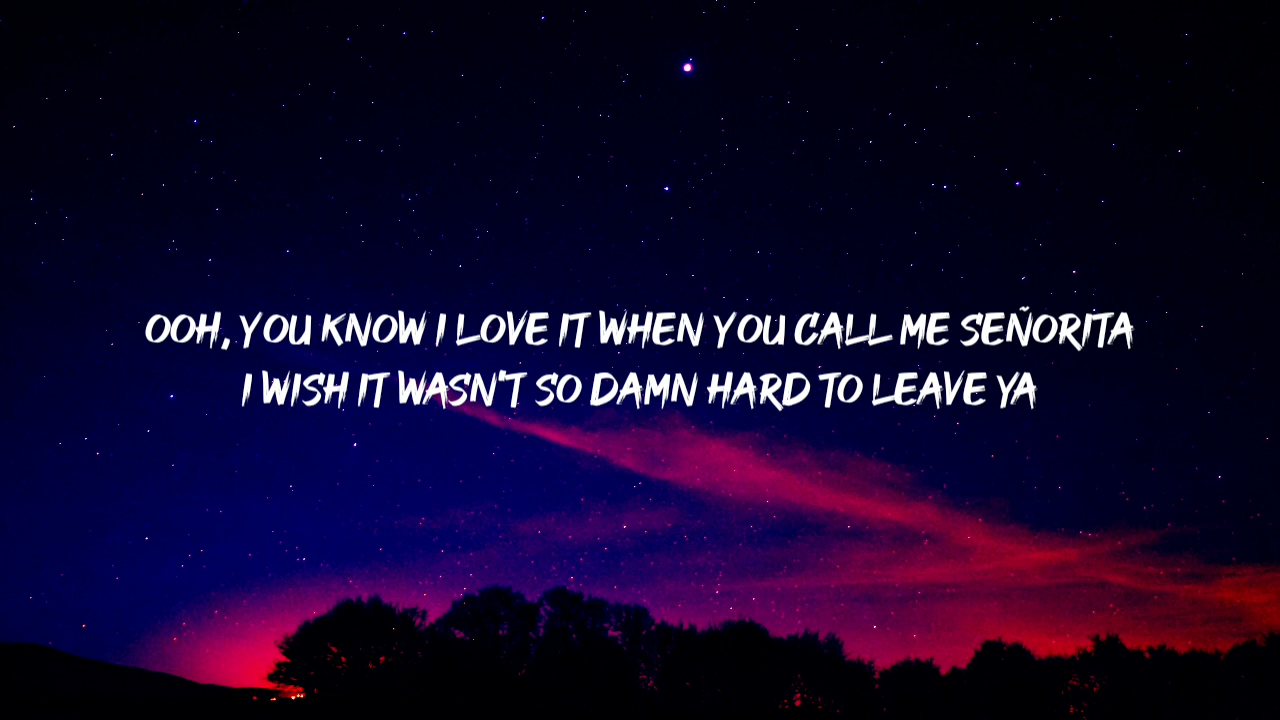 OOH, YOU KNOW I LOVE IT WHEN YOU CALL ME SEÑORITA
I WISH IT WASN'T SO DAMN HARD TO LEAVE YA